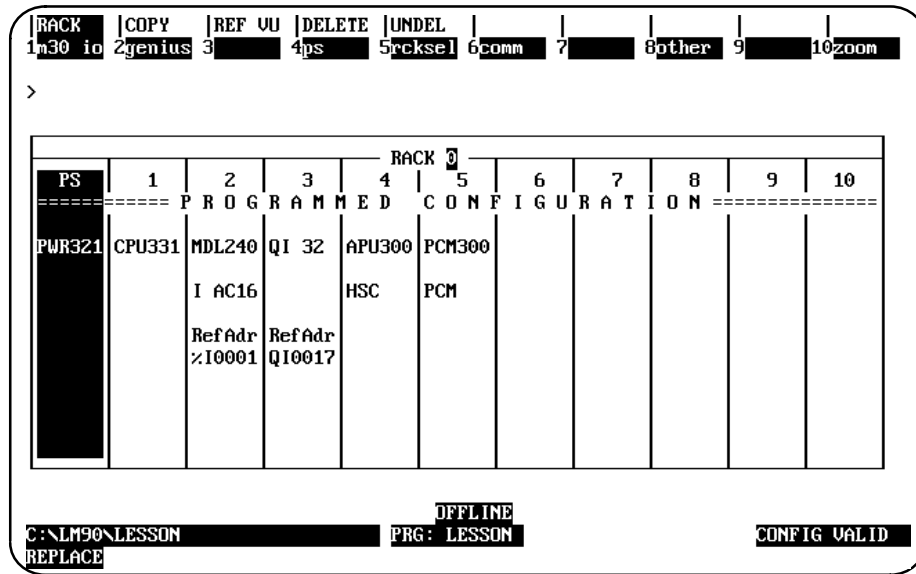 RACK COPY REF VU DELETE UNDEL
1m30 io 2genius 3 4ps 5rcksel 6comm 7 8other 9 10zoom
>
RACK 0
PS 1 2 3 4 5 6 7 8 9 10
====== ====== P R O G R A M M E D C O N F I G U R A T I O N ===============
PWR321 CPU331 MDL240 QI 32 APU300 PCM300
I AC16 HSC PCM
RefAdr RefAdr
%I0001 QI0017
OFFLINE
C:\LM90\LESSON PRG: LESSON CONFIG VALID
REPLACE